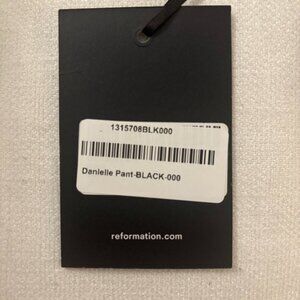 1315708BLK000
Danielle Pant-BLACK-000
reformation.com